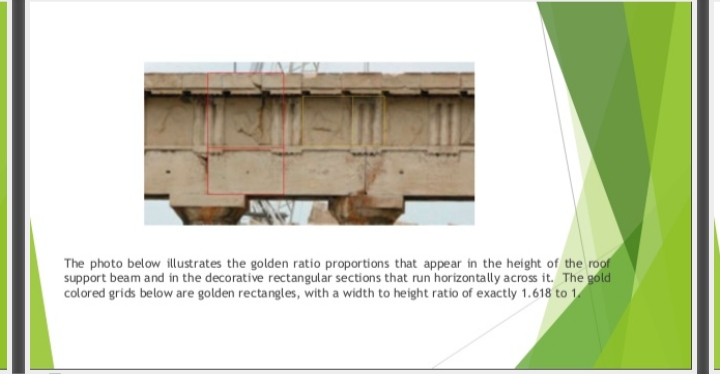 The photo below illustrates the golden ratio proportions that appear in the height of the roof
support beam and in the decorative rectangular sections that run horizontally across it. The gold
colored grids below are golden rectangles, with a width to height ratio of exactly 1.618 to 1.